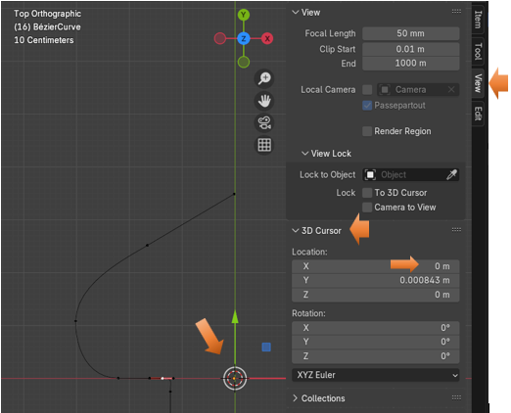 Top Orthographic
(16) BézierCurve
10 Centimeters
Y
X
Z
View
Focal Length 50 mm
Clip Start 0.01 m
End 1000 m
Local Camera Camera
Passepartout
Render Region
View Lock
Lock to Object Object
Lock To 3D Cursor
Camera to View
3D Cursor
Location:
X 0 m
Y 0.000843 m
Z 0 m
Rotation:
X 0°
Y 0°
Z 0°
XYZ Euler
Collections
Item
Tool
View
Edit